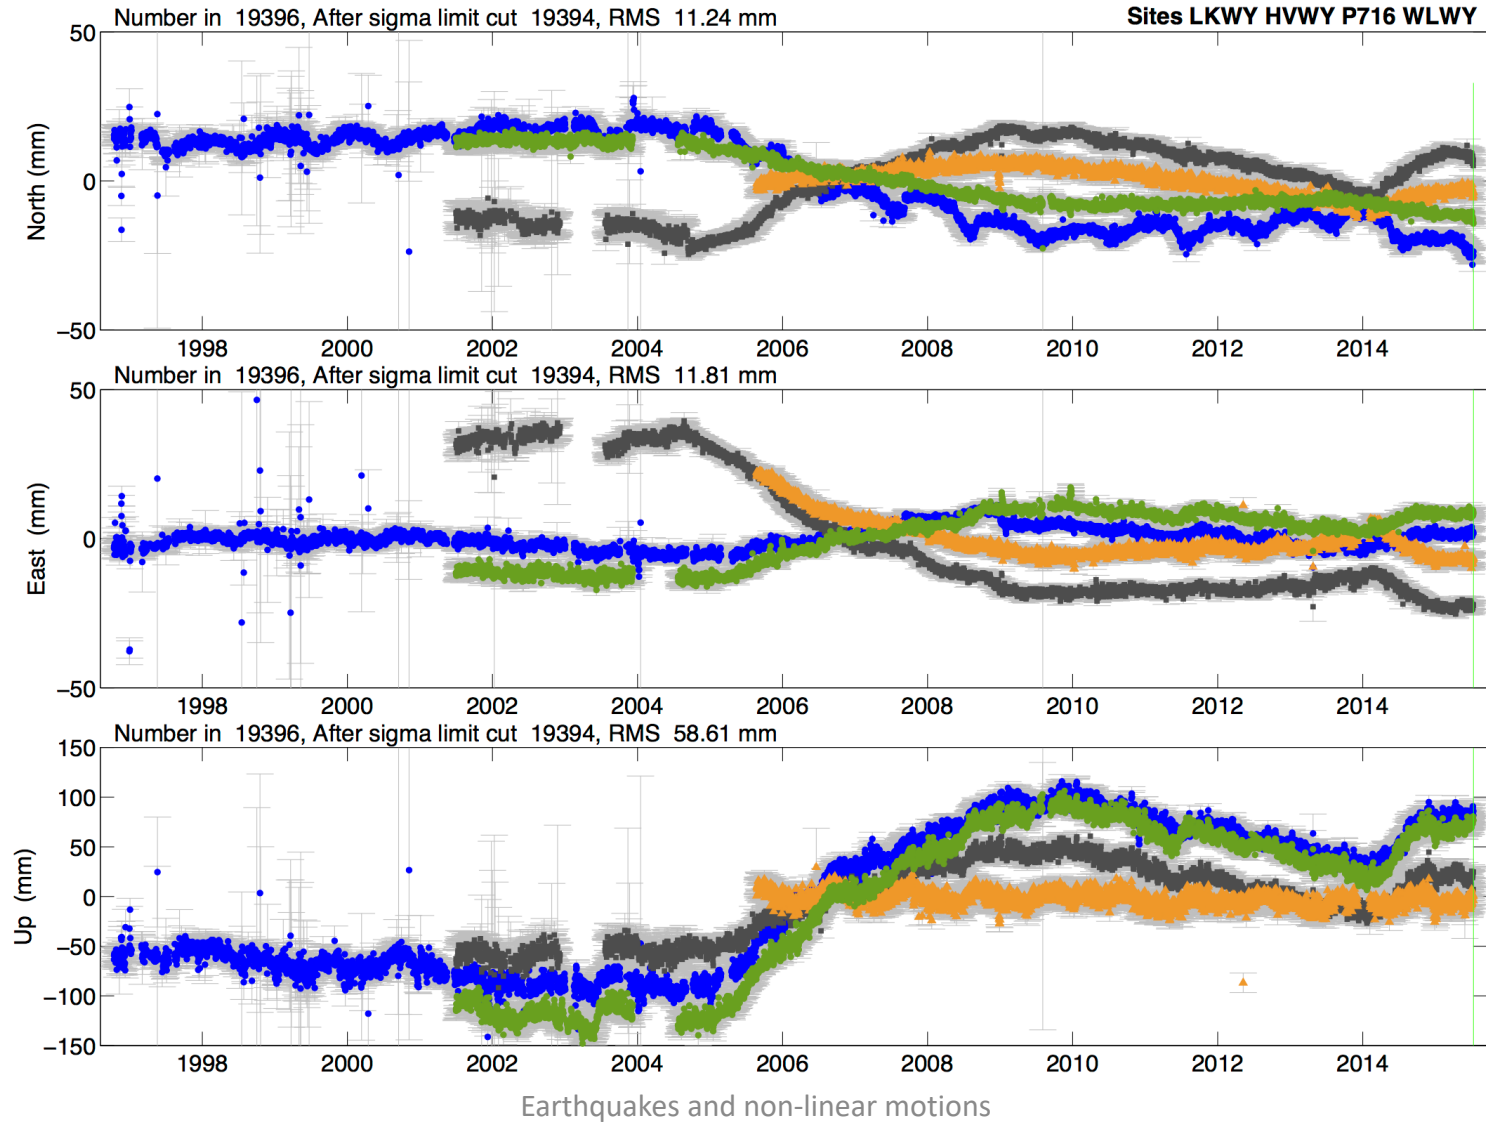 Number in 19396, After sigma limit cut 19394, RMS 11.24 mm Sites LKWY HVWY P716 WLWY
50
0
−50
North (mm)
1998 2000 2002 2004 2006 2008 2010 2012 2014
Number in 19396, After sigma limit cut 19394, RMS 11.81 mm
50
0
−50
East (mm)
1998 2000 2002 2004 2006 2008 2010 2012 2014
Number in 19396, After sigma limit cut 19394, RMS 58.61 mm
150
100
50
0
−50
−100
−150
Up (mm)
1998 2000 2002 2004 2006 2008 2010 2012 2014
Earthquakes and non-linear motions